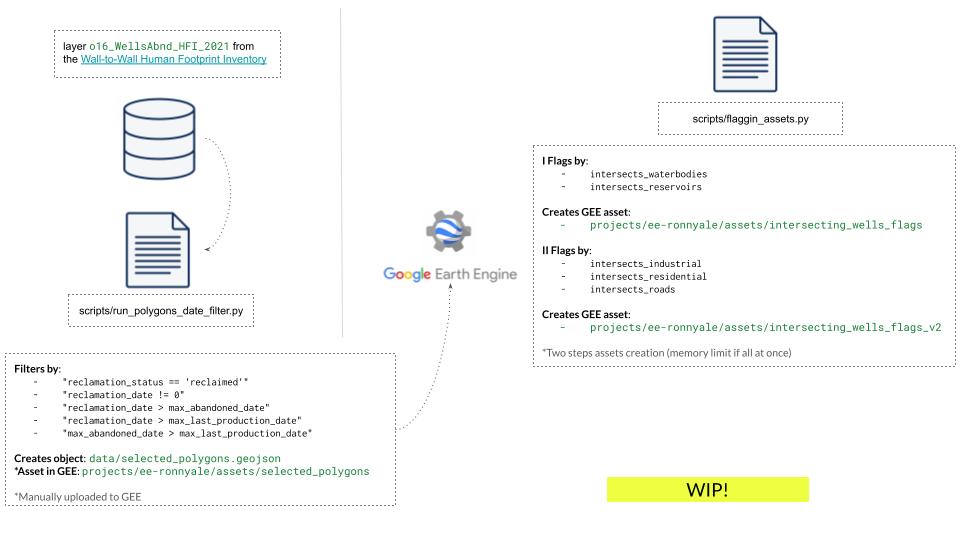 layer o16_WellsAbnd_HFI_2021 from
the Wall-to-Wall Human Footprint Inventory
scripts/run_polygons_date_filter.py
Filters by:
- "reclamation_status == 'reclaimed'"
- "reclamation_date != 0"
- "reclamation_date > max_abandoned_date"
- "reclamation_date > max_last_production_date"
- "max_abandoned_date > max_last_production_date"
Creates object: data/selected_polygons.geojson
*Asset in GEE: projects/ee-ronnyale/assets/selected_polygons
*Manually uploaded to GEE
Google Earth Engine
scripts/flaggin_assets.py
I Flags by:
- intersects_waterbodies
- intersects_reservoirs
Creates GEE asset:
- projects/ee-ronnyale/assets/intersecting_wells_flags
II Flags by:
- intersects_industrial
- intersects_residential
- intersects_roads
Creates GEE asset:
- projects/ee-ronnyale/assets/intersecting_wells_flags_v2
*Two steps assets creation (memory limit if all at once)
WIP!